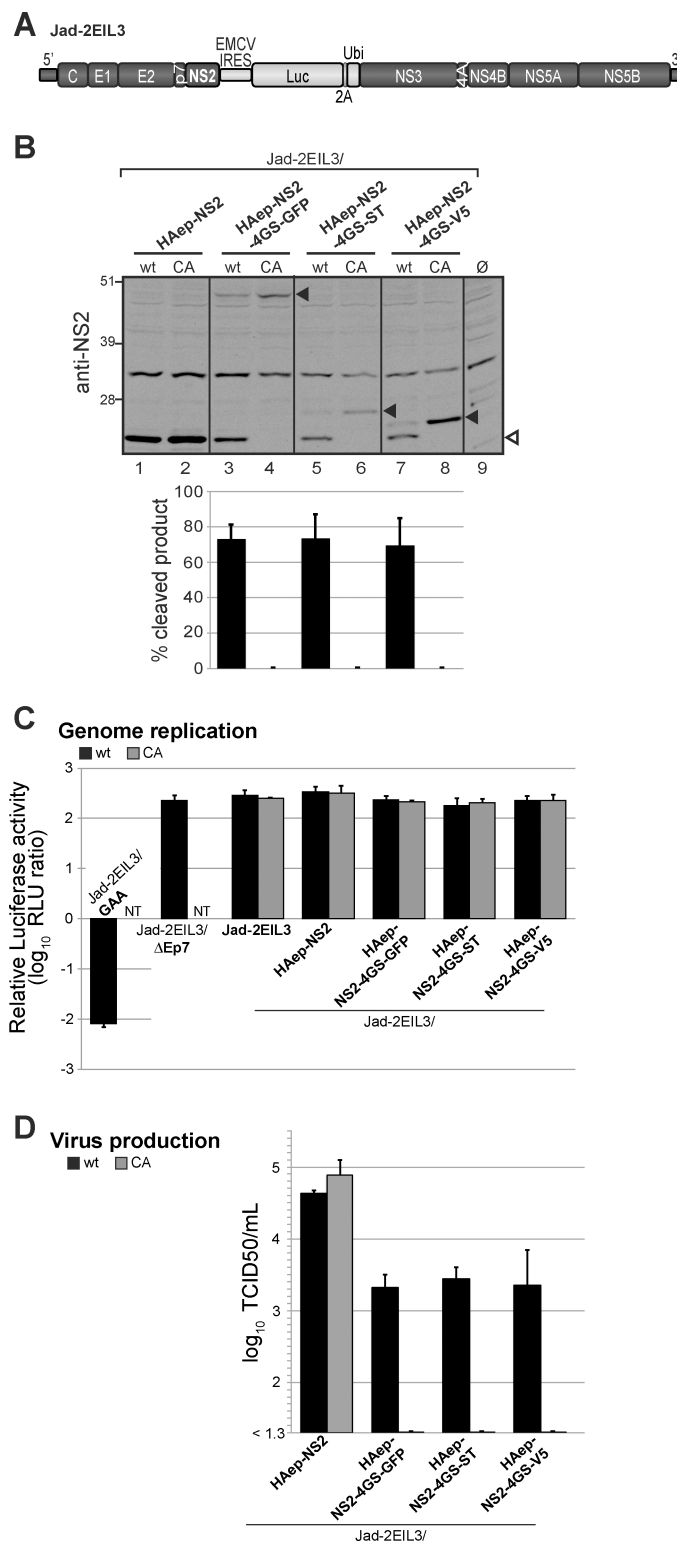 A Jad-2EIL3
5' EMCV IRES Ubi 3
C E1 E2 p7 NS2 Luc NS3 4A NS4B NS5A NS5B
2A
B
Jad-2EIL3/
HAep-NS2 HAep-NS2-4GS-GFP HAep-NS2-4GS-ST HAep-NS2-4GS-V5
wt CA wt CA wt CA wt CA Ø
51
39
28
anti-NS2
1 2 3 4 5 6 7 8 9
100
80
60
40
20
0
% cleaved product
C Genome replication
wt CA
3
2
1
0
-1
-2
-3
Relative Luciferase activity
(log10 RLU ratio)
Jad-2EIL3/
GAA
NT
Jad-2EIL3/
ΔEp7
NT
Jad-2EIL3
HAep-NS2
HAep-
NS2-4GS-GFP
HAep-
NS2-4GS-ST
HAep-
NS2-4GS-V5
Jad-2EIL3/
D Virus production
wt CA
5
4
3
2
< 1.3
log10 TCID50/mL
HAep-NS2
HAep-
NS2-4GS-GFP
HAep-
NS2-4GS-ST
HAep-
NS2-4GS-V5
Jad-2EIL3/